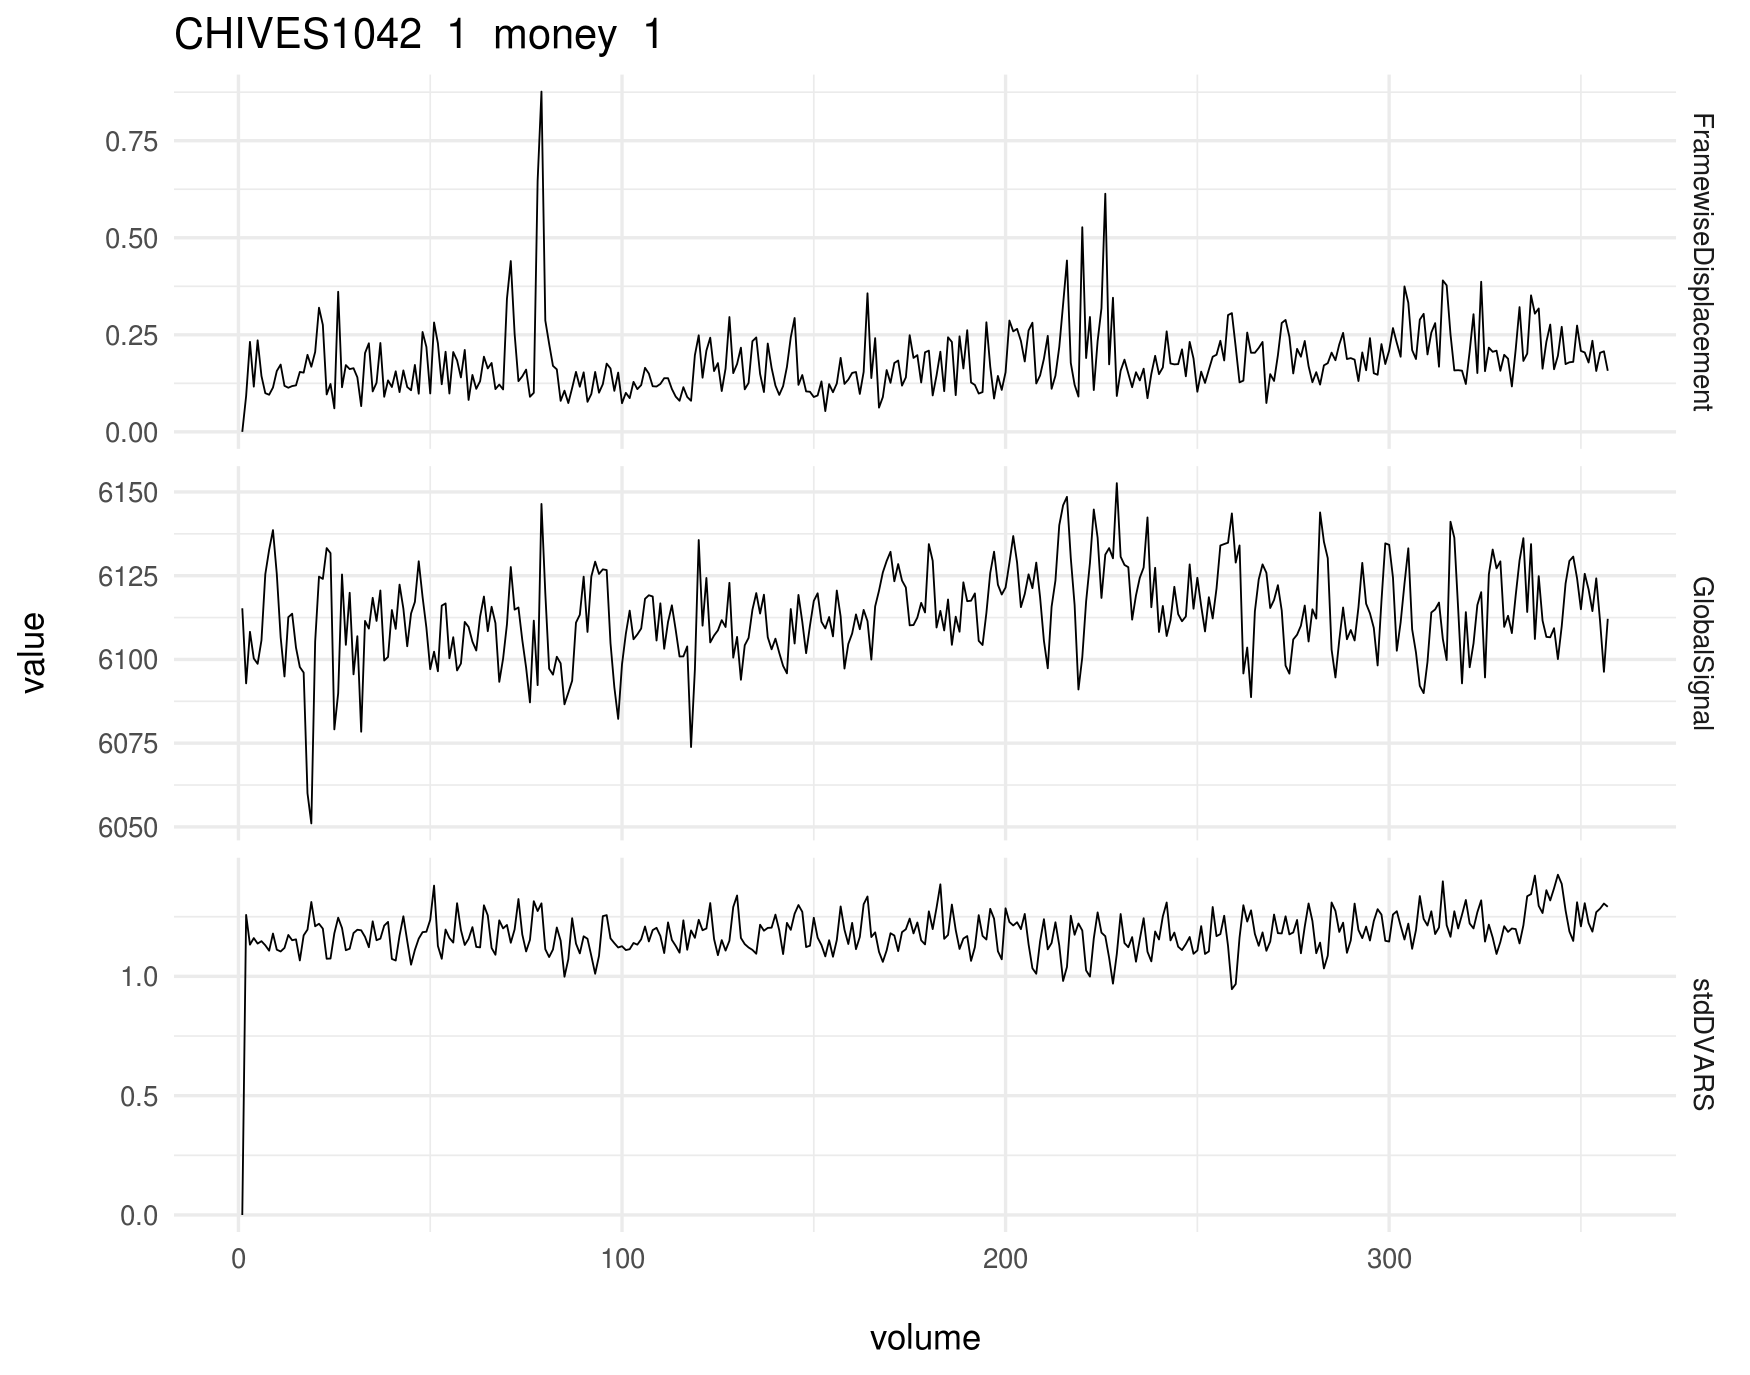 CHIVES1042 1 money 1
0.75
0.50
0.25
0.00
FramewiseDisplacement
6150
6125
6100
6075
6050
GlobalSignal
value
1.0
0.5
0.0
stdDVARS
0 100 200 300
volume